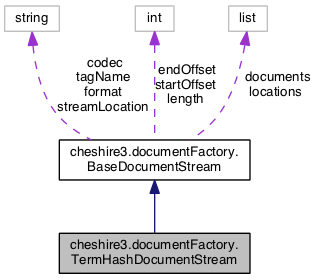 string
int
list
codec
tagName
format
streamLocation
endOffset
startOffset
length
documents
locations
cheshire3.documentFactory.
BaseDocumentStream
cheshire3.documentFactory.
TermHashDocumentStream